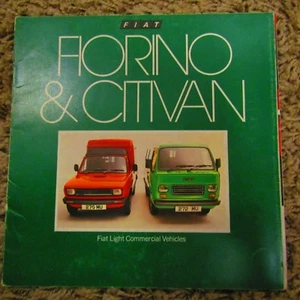 FIAT
FIORINO
& CITIVAN
Fiat Light Commercial Vehicles